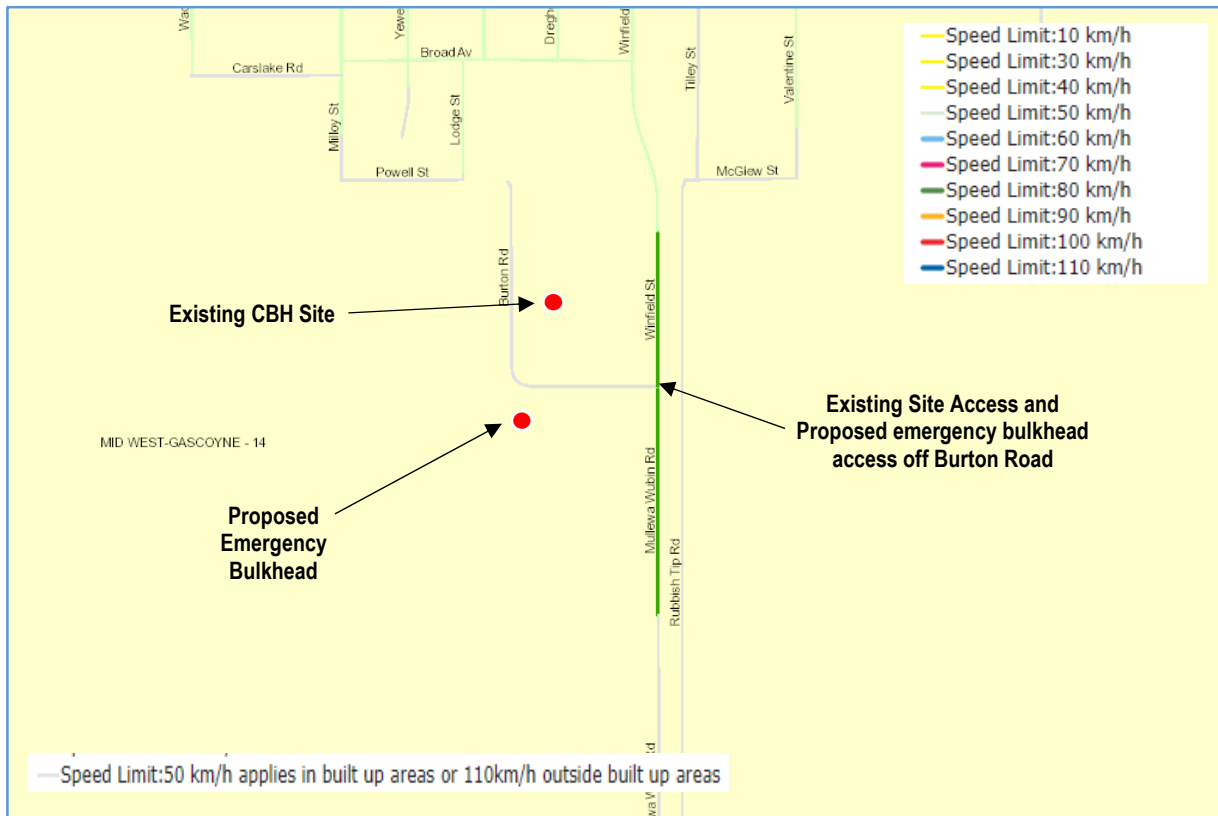 Wad
Yewe
Dregho
Winfield
Tilley St
Valentine St
Broad Av
Carslake Rd
Milloy St
Lodge St
Powell St
McGlew St
Speed Limit:10 km/h
Speed Limit:30 km/h
Speed Limit:40 km/h
Speed Limit:50 km/h
Speed Limit:60 km/h
Speed Limit:70 km/h
Speed Limit:80 km/h
Speed Limit:90 km/h
Speed Limit:100 km/h
Speed Limit:110 km/h
Burton Rd
Winfield St
Existing CBH Site
Existing Site Access and
Proposed emergency bulkhead
access off Burton Road
MID WEST-GASCOYNE - 14
Mullewa Wubin Rd
Rubbish Tip Rd
Proposed
Emergency
Bulkhead
Speed Limit:50 km/h applies in built up areas or 110km/h outside built up areas